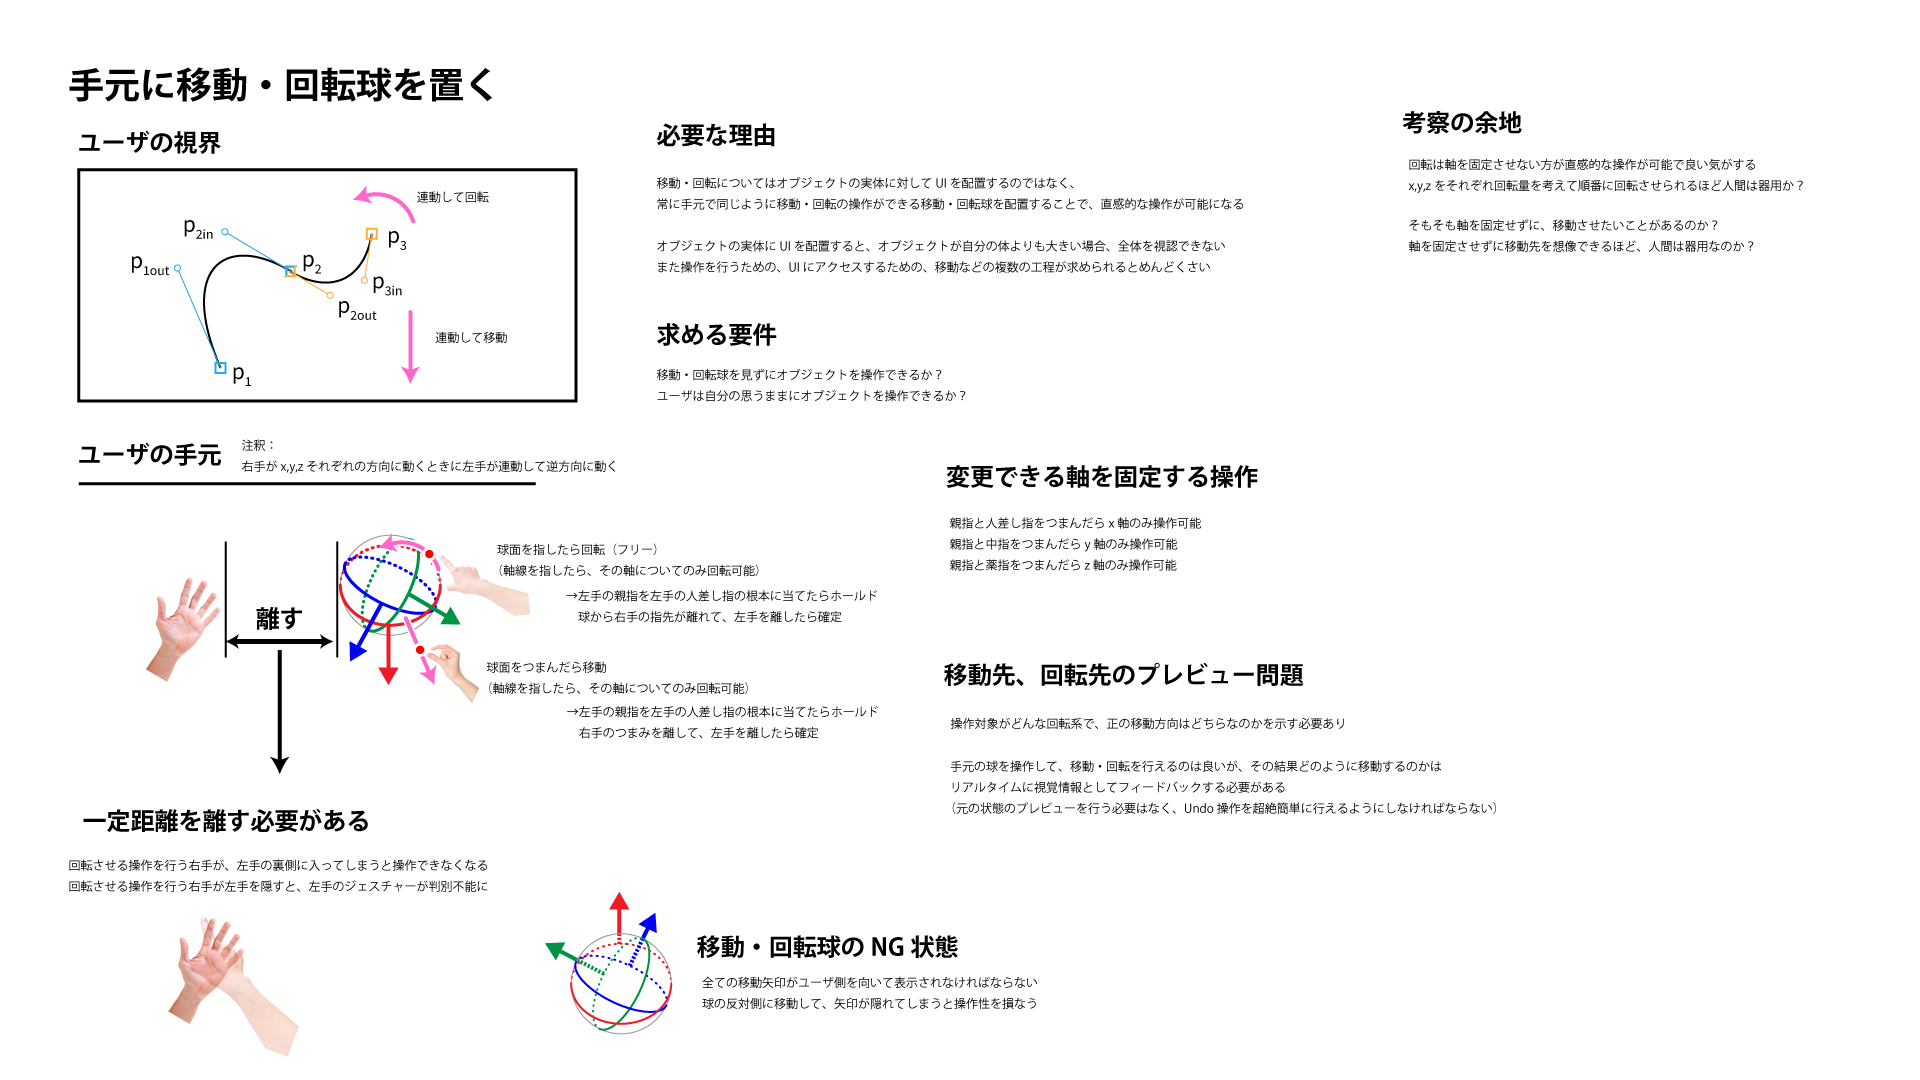 手元に移動・回転球を置く
ユーザの視界
連動して回転
p2in
p3
p1out
p2
p3in
p2out
連動して移動
p1
必要な理由
移動・回転についてはオブジェクトの実体に対して UI を配置するのではなく、
常に手元で同じように移動・回転の操作ができる移動・回転球を配置することで、直感的な操作が可能になる
オブジェクトの実体に UI を配置すると、オブジェクトが自分の体よりも大きい場合、全体を視認できない
また操作を行うための、UI にアクセスするための、移動などの複数の工程が求められるとめんどくさい
求める要件
移動・回転球を見ずにオブジェクトを操作できるか？
ユーザは自分の思うままにオブジェクトを操作できるか？
考察の余地
回転は軸を固定させない方が直感的な操作が可能で良い気がする
x,y,z をそれぞれ回転量を考えて順番に回転させられるほど人間は器用か？
そもそも軸を固定せずに、移動させたいことがあるのか？
軸を固定させずに移動先を想像できるほど、人間は器用なのか？
ユーザの手元
注釈：
右手が x,y,z それぞれの方向に動くときに左手が連動して逆方向に動く
離す
球面を指したら回転（フリー）
（軸線を指したら、その軸についてのみ回転可能）
→左手の親指を左手の人差し指の根本に当てたらホールド
球から右手の指先が離れて、左手を離したら確定
球面をつまんだら移動
（軸線を指したら、その軸についてのみ回転可能）
→左手の親指を左手の人差し指の根本に当てたらホールド
右手のつまみを離して、左手を離したら確定
変更できる軸を固定する操作
親指と人差し指をつまんだら x 軸のみ操作可能
親指と中指をつまんだら y 軸のみ操作可能
親指と薬指をつまんだら z 軸のみ操作可能
移動先、回転先のプレビュー問題
操作対象がどんな回転系で、正の移動方向はどちらなのかを示す必要あり
手元の球を操作して、移動・回転を行えるのは良いが、その結果どのように移動するのかは
リアルタイムに視覚情報としてフィードバックする必要がある
（元の状態のプレビューを行う必要はなく、Undo 操作を超絶簡単に行えるようにしなければならない）
一定距離を離す必要がある
回転させる操作を行う右手が、左手の裏側に入ってしまうと操作できなくなる
回転させる操作を行う右手が左手を隠すと、左手のジェスチャーが判別不能に
移動・回転球の NG 状態
全ての移動矢印がユーザ側を向いて表示されなければならない
球の反対側に移動して、矢印が隠れてしまうと操作性を損なう